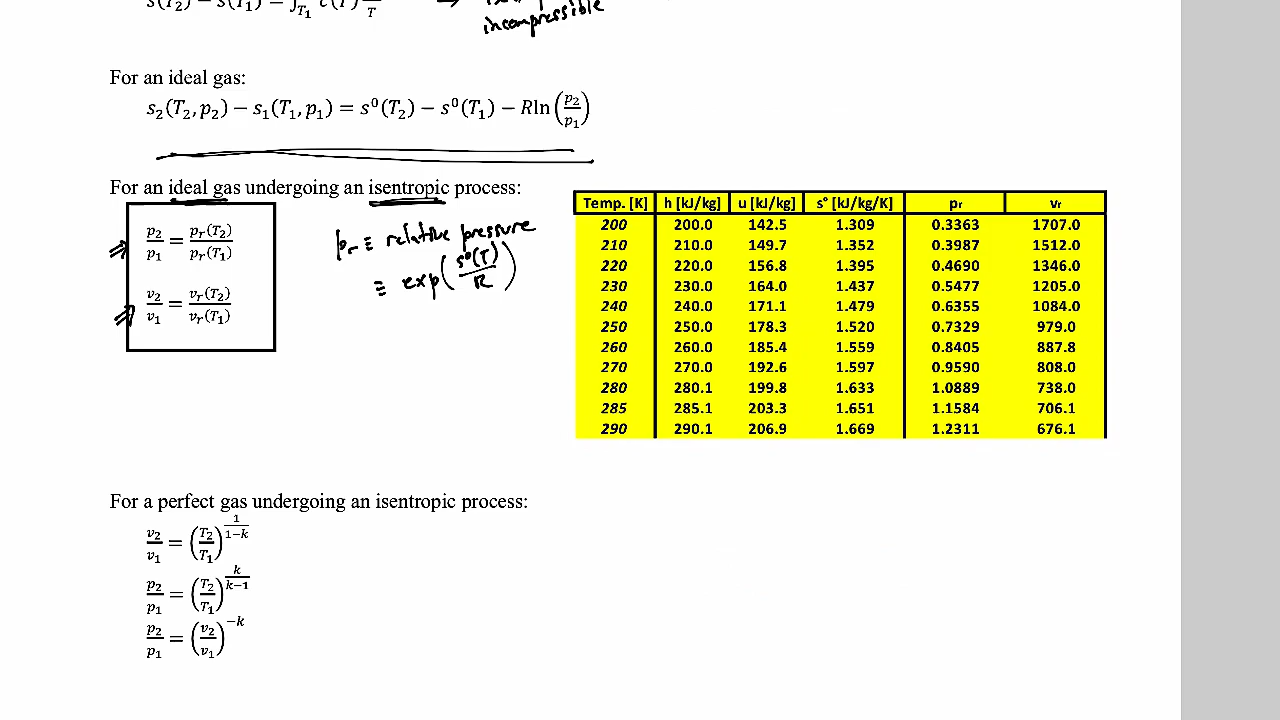 s(T₂) − s(T₁) = ∫T₁ c(T) / T ⇒
incompressible
For an ideal gas:
s₂(T₂,p₂) − s₁(T₁,p₁) = s⁰(T₂) − s⁰(T₁) − Rln(p₂/p₁)
For an ideal gas undergoing an isentropic process:
p₂/p₁ = pᵣ(T₂)/pᵣ(T₁)
v₂/v₁ = vᵣ(T₂)/vᵣ(T₁)
pᵣ ≡ relative pressure
≡ exp(s⁰(T)/R)
Temp. [K] h [kJ/kg] u [kJ/kg] s° [kJ/kg/K] pr vr
200 200.0 142.5 1.309 0.3363 1707.0
210 210.0 149.7 1.352 0.3987 1512.0
220 220.0 156.8 1.395 0.4690 1346.0
230 230.0 164.0 1.437 0.5477 1205.0
240 240.0 171.1 1.479 0.6355 1084.0
250 250.0 178.3 1.520 0.7329 979.0
260 260.0 185.4 1.559 0.8405 887.8
270 270.0 192.6 1.597 0.9590 808.0
280 280.1 199.8 1.633 1.0889 738.0
285 285.1 203.3 1.651 1.1584 706.1
290 290.1 206.9 1.669 1.2311 676.1
For a perfect gas undergoing an isentropic process:
v₂/v₁ = (T₂/T₁)^(1/(1−k))
p₂/p₁ = (T₂/T₁)^(k/(k−1))
p₂/p₁ = (v₂/v₁)^(−k)